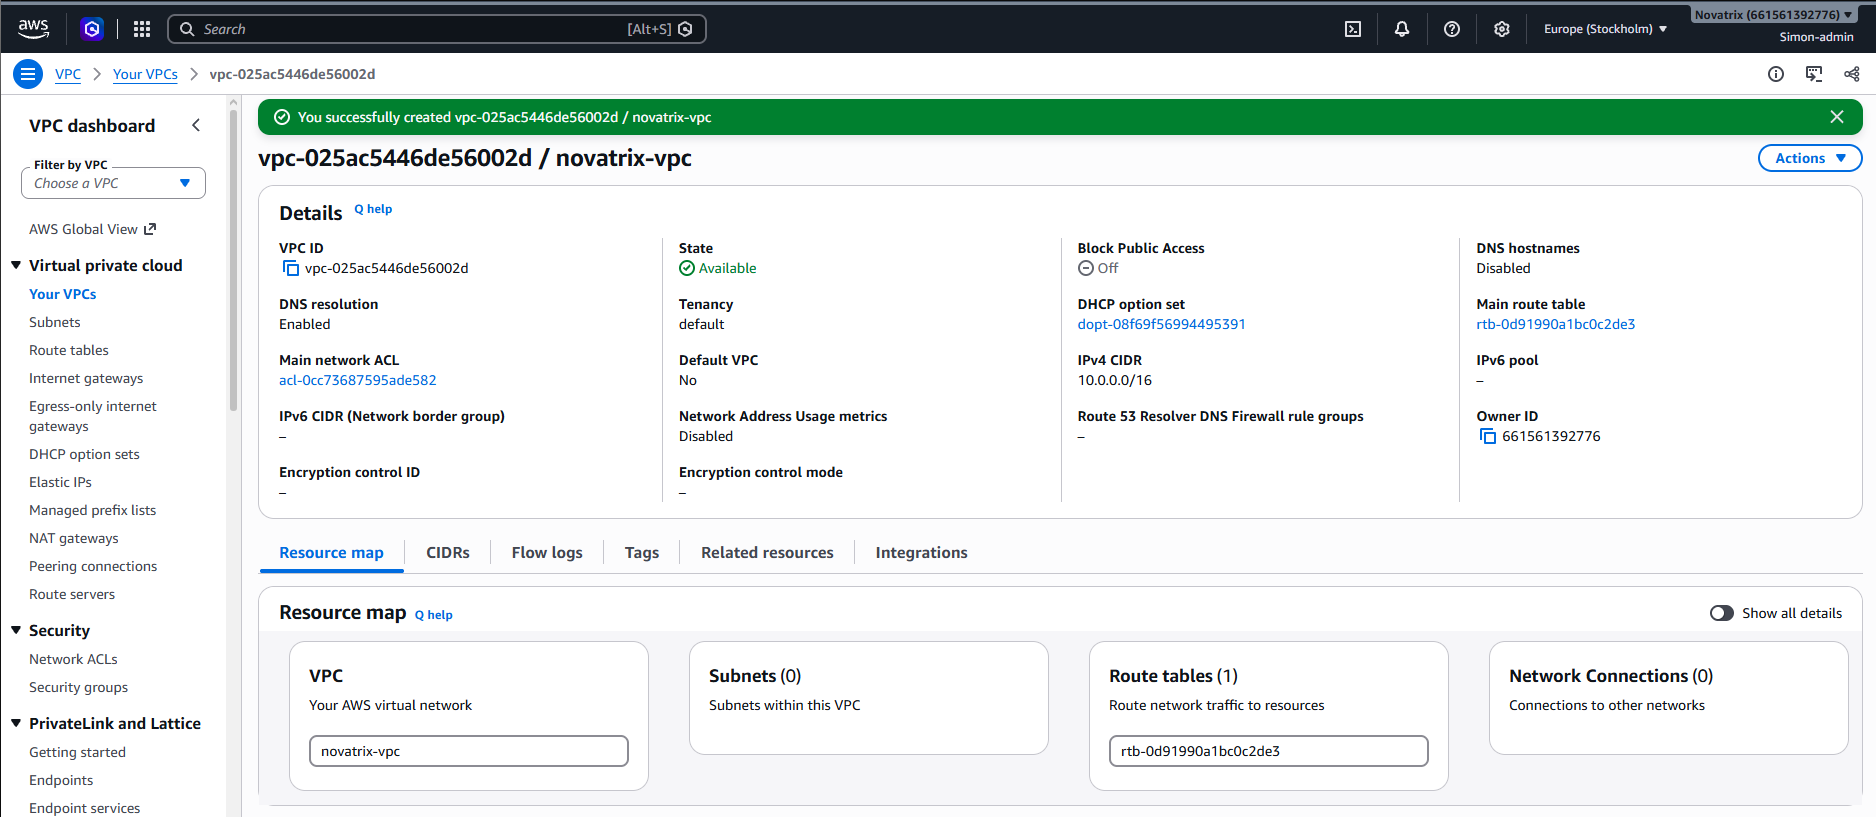 aws
Search
[Alt+S]
Europe (Stockholm)
Novatrix (661561392776)
Simon-admin
VPC
Your VPCs
vpc-025ac5446de56002d
VPC dashboard
Filter by VPC
Choose a VPC
AWS Global View
Virtual private cloud
Your VPCs
Subnets
Route tables
Internet gateways
Egress-only internet
gateways
DHCP option sets
Elastic IPs
Managed prefix lists
NAT gateways
Peering connections
Route servers
Security
Network ACLs
Security groups
PrivateLink and Lattice
Getting started
Endpoints
Endpoint services
You successfully created vpc-025ac5446de56002d / novatrix-vpc
vpc-025ac5446de56002d / novatrix-vpc
Actions
Details
Q help
VPC ID
vpc-025ac5446de56002d
State
Available
Block Public Access
Off
DNS hostnames
Disabled
DNS resolution
Enabled
Tenancy
default
DHCP option set
dopt-08f69f56994495391
Main route table
rtb-0d91990a1bc0c2de3
Main network ACL
acl-0cc73687595ade582
Default VPC
No
IPv4 CIDR
10.0.0.0/16
IPv6 pool
–
IPv6 CIDR (Network border group)
–
Network Address Usage metrics
Disabled
Route 53 Resolver DNS Firewall rule groups
–
Owner ID
661561392776
Encryption control ID
–
Encryption control mode
–
Resource map
CIDRs
Flow logs
Tags
Related resources
Integrations
Resource map
Q help
Show all details
VPC
Your AWS virtual network
novatrix-vpc
Subnets (0)
Subnets within this VPC
Route tables (1)
Route network traffic to resources
rtb-0d91990a1bc0c2de3
Network Connections (0)
Connections to other networks